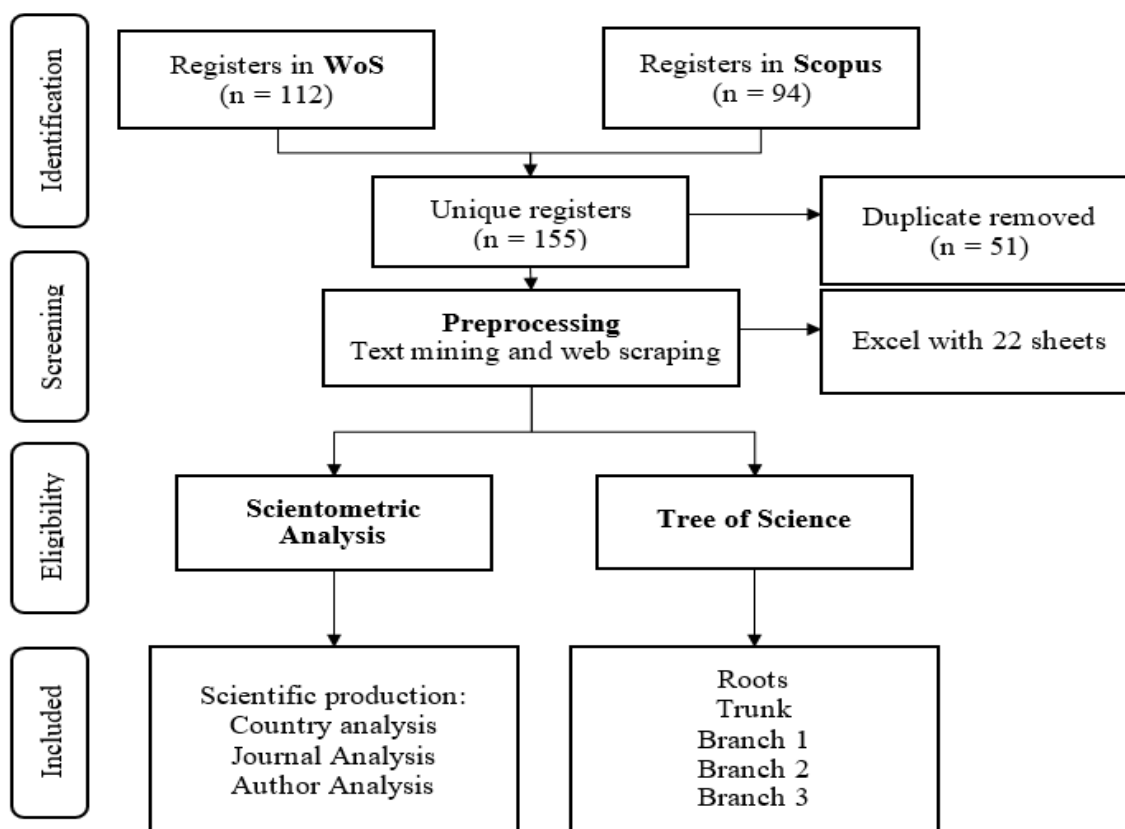 Identification
Registers in WoS
(n = 112)
Registers in Scopus
(n = 94)
Unique registers
(n = 155)
Duplicate removed
(n = 51)
Screening
Preprocessing
Text mining and web scraping
Excel with 22 sheets
Eligibility
Scientometric
Analysis
Tree of Science
Included
Scientific production:
Country analysis
Journal Analysis
Author Analysis
Roots
Trunk
Branch 1
Branch 2
Branch 3